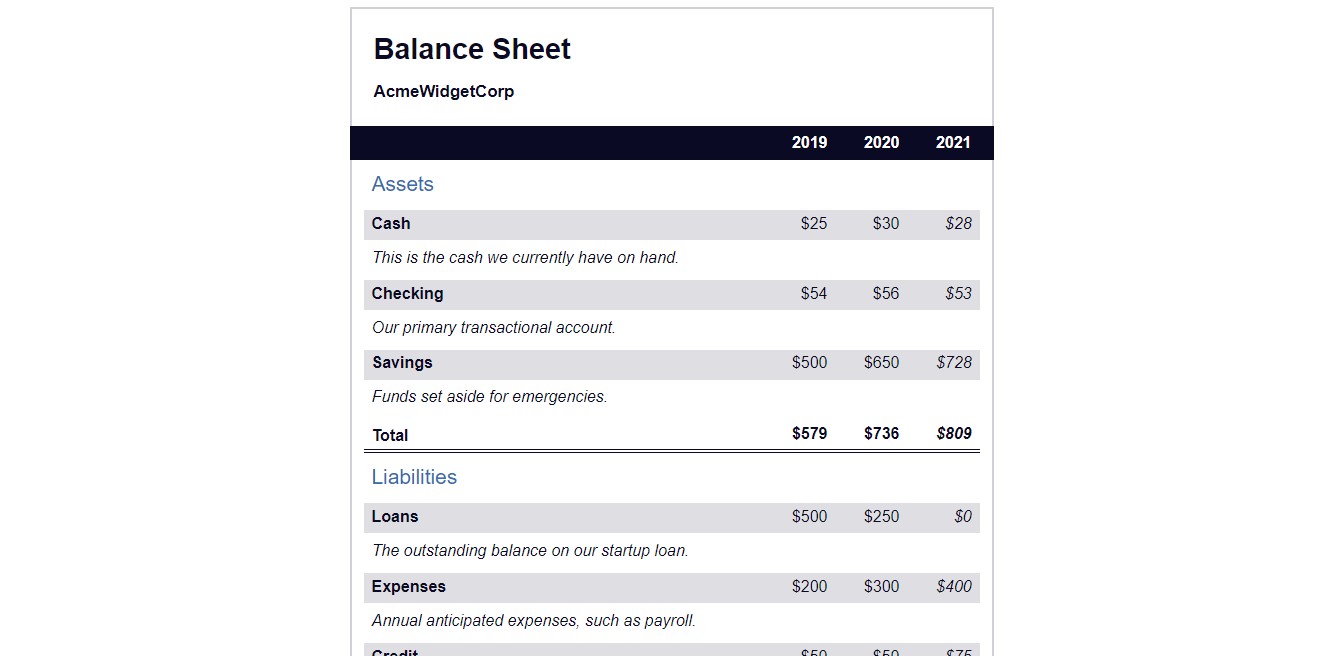 Balance Sheet
AcmeWidgetCorp
2019 2020 2021
Assets
Cash $25 $30 $28
This is the cash we currently have on hand.
Checking $54 $56 $53
Our primary transactional account.
Savings $500 $650 $728
Funds set aside for emergencies.
Total $579 $736 $809
Liabilities
Loans $500 $250 $0
The outstanding balance on our startup loan.
Expenses $200 $300 $400
Annual anticipated expenses, such as payroll.
Credit $50 $50 $75